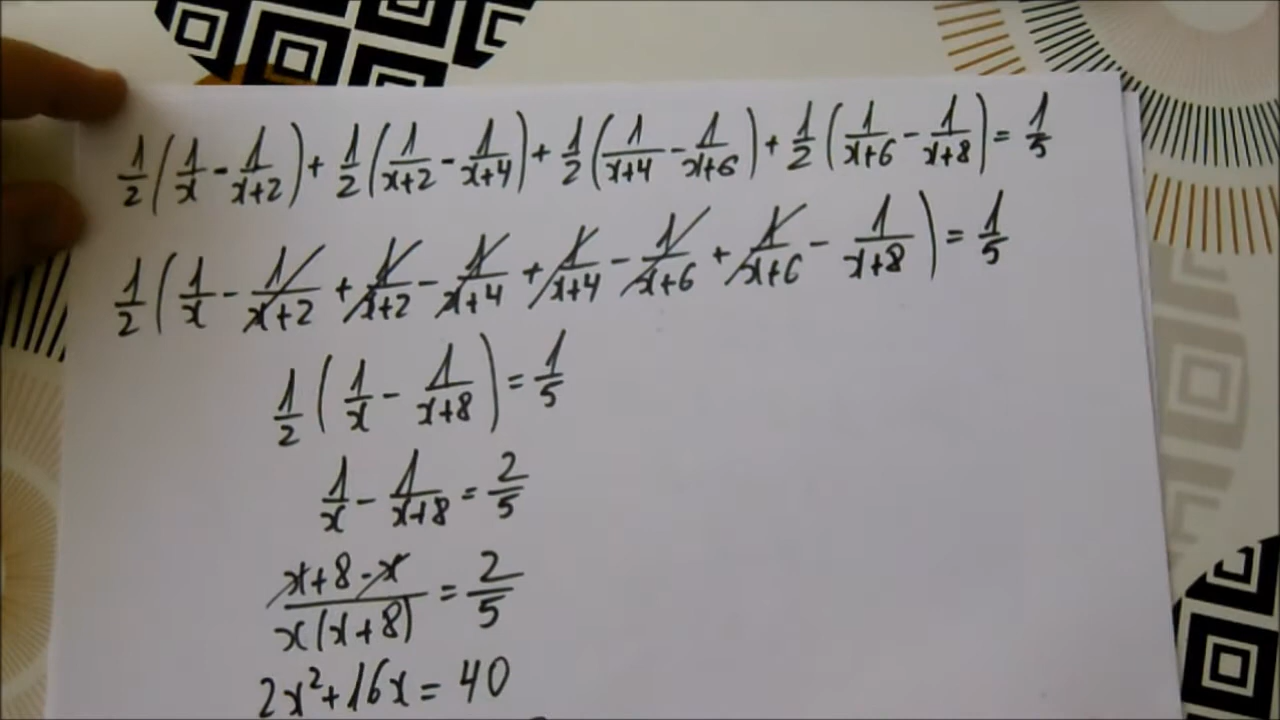 1/2 (1/x - 1/(x+2)) + 1/2 (1/(x+2) - 1/(x+4)) + 1/2 (1/(x+4) - 1/(x+6)) + 1/2 (1/(x+6) - 1/(x+8)) = 1/5
1/2 (1/x - 1/(x+2) + 1/(x+2) - 1/(x+4) + 1/(x+4) - 1/(x+6) + 1/(x+6) - 1/(x+8)) = 1/5
1/2 (1/x - 1/(x+8)) = 1/5
1/x - 1/(x+8) = 2/5
(x+8-x)/(x(x+8)) = 2/5
2x²+16x = 40